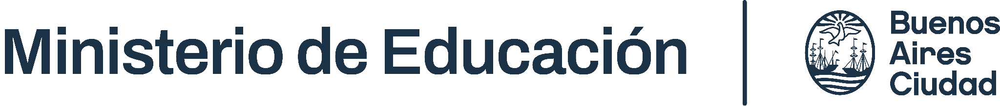 Ministerio de Educación
Buenos
Aires
Ciudad